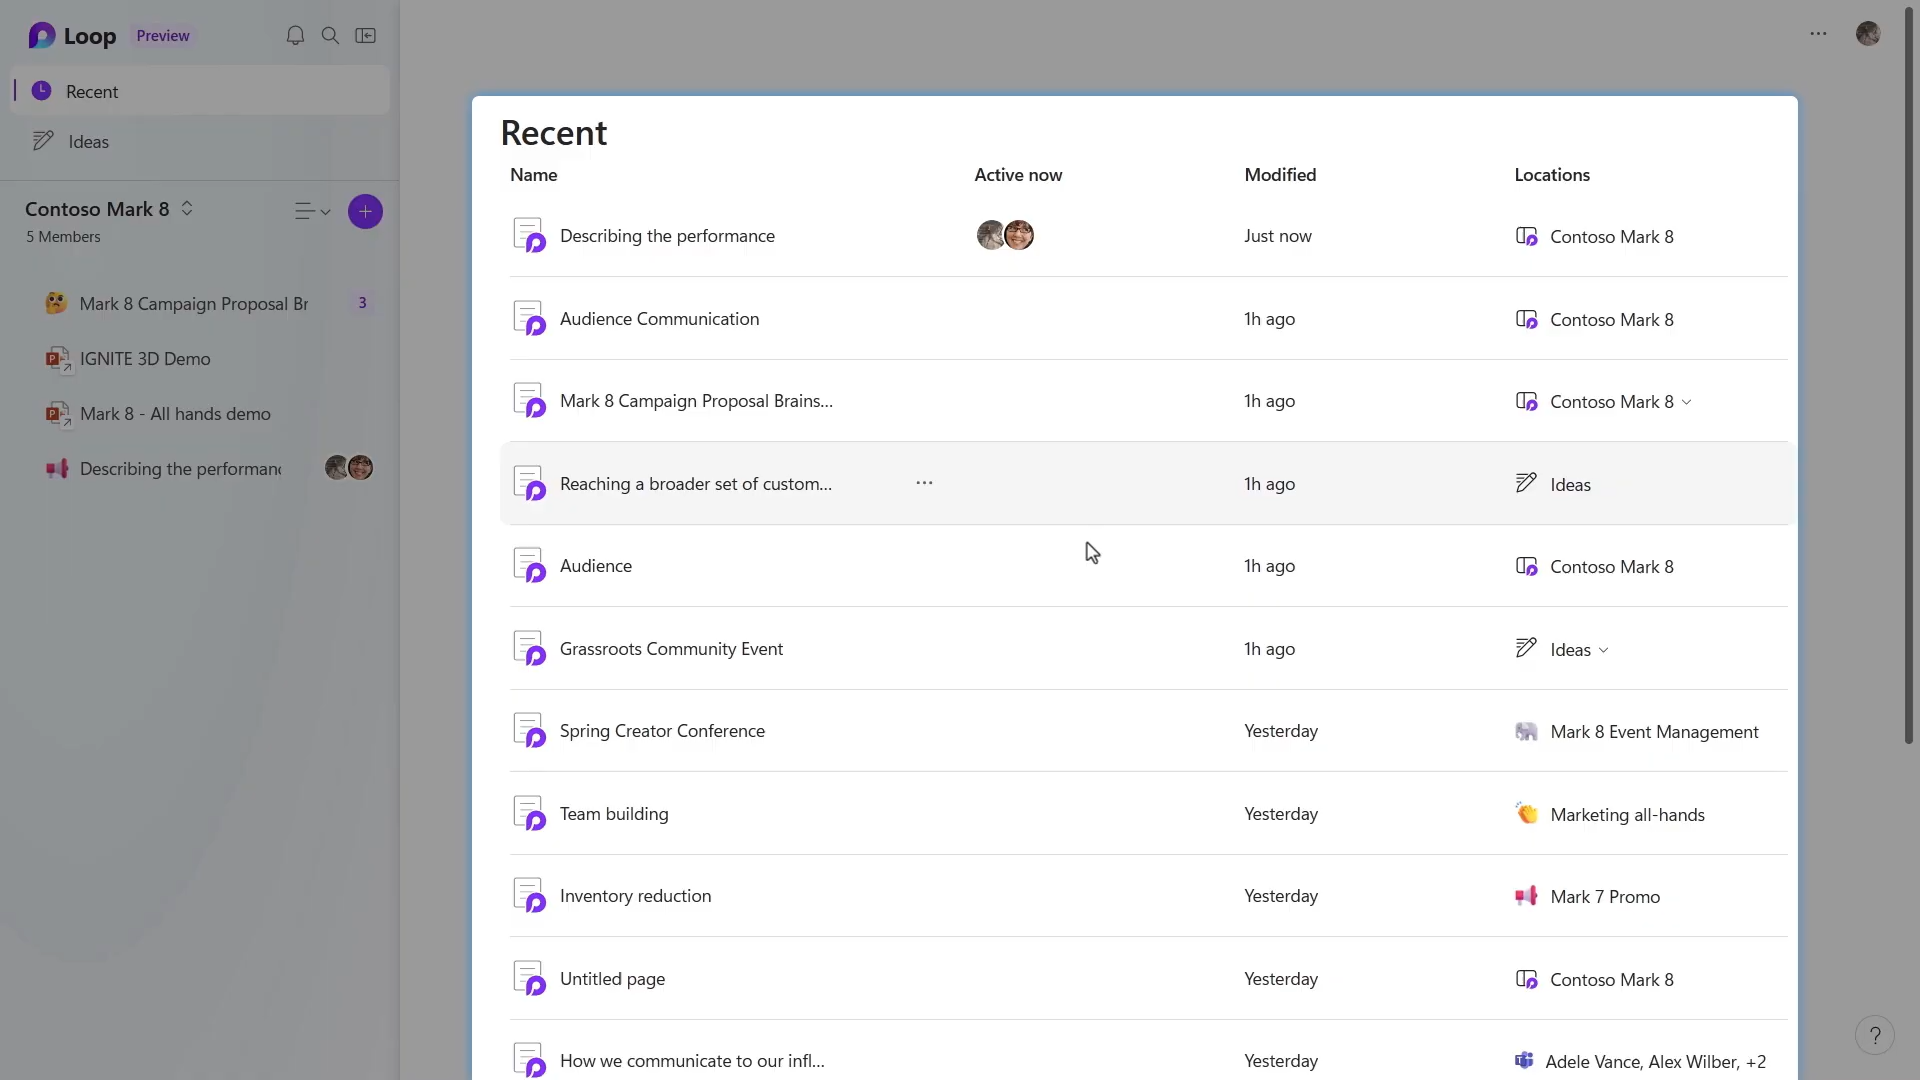 Loop Preview
Recent
Ideas
Contoso Mark 8
5 Members
Mark 8 Campaign Proposal Br 3
IGNITE 3D Demo
Mark 8 - All hands demo
Describing the performanc
Recent
Name Active now Modified Locations
Describing the performance Just now Contoso Mark 8
Audience Communication 1h ago Contoso Mark 8
Mark 8 Campaign Proposal Brains... 1h ago Contoso Mark 8
Reaching a broader set of custom... 1h ago Ideas
Audience 1h ago Contoso Mark 8
Grassroots Community Event 1h ago Ideas
Spring Creator Conference Yesterday Mark 8 Event Management
Team building Yesterday Marketing all-hands
Inventory reduction Yesterday Mark 7 Promo
Untitled page Yesterday Contoso Mark 8
How we communicate to our infl... Yesterday Adele Vance, Alex Wilber, +2
?